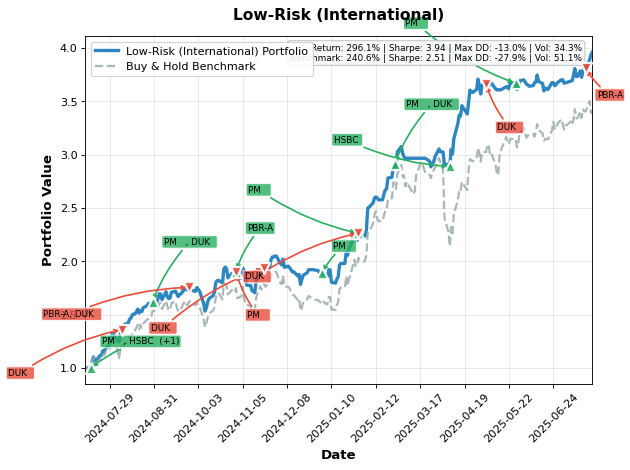 Low-Risk (International)
PM
Return: 296.1% | Sharpe: 3.94 | Max DD: -13.0% | Vol: 34.3%
Benchmark: 240.6% | Sharpe: 2.51 | Max DD: -27.9% | Vol: 51.1%
Low-Risk (International) Portfolio
Buy & Hold Benchmark
PBR-A
PM , DUK
DUK
HSBC
PM
PBR-A
PM , DUK
PM
DUK
PBR-A, DUK
PM
DUK
PM , HSBC (+1)
DUK
4.0
3.5
3.0
2.5
2.0
1.0
Portfolio Value
2024-07-29
2024-08-31
2024-10-03
2024-11-05
2024-12-08
2025-01-10
2025-02-12
2025-03-17
2025-04-19
2025-05-22
2025-06-24
Date